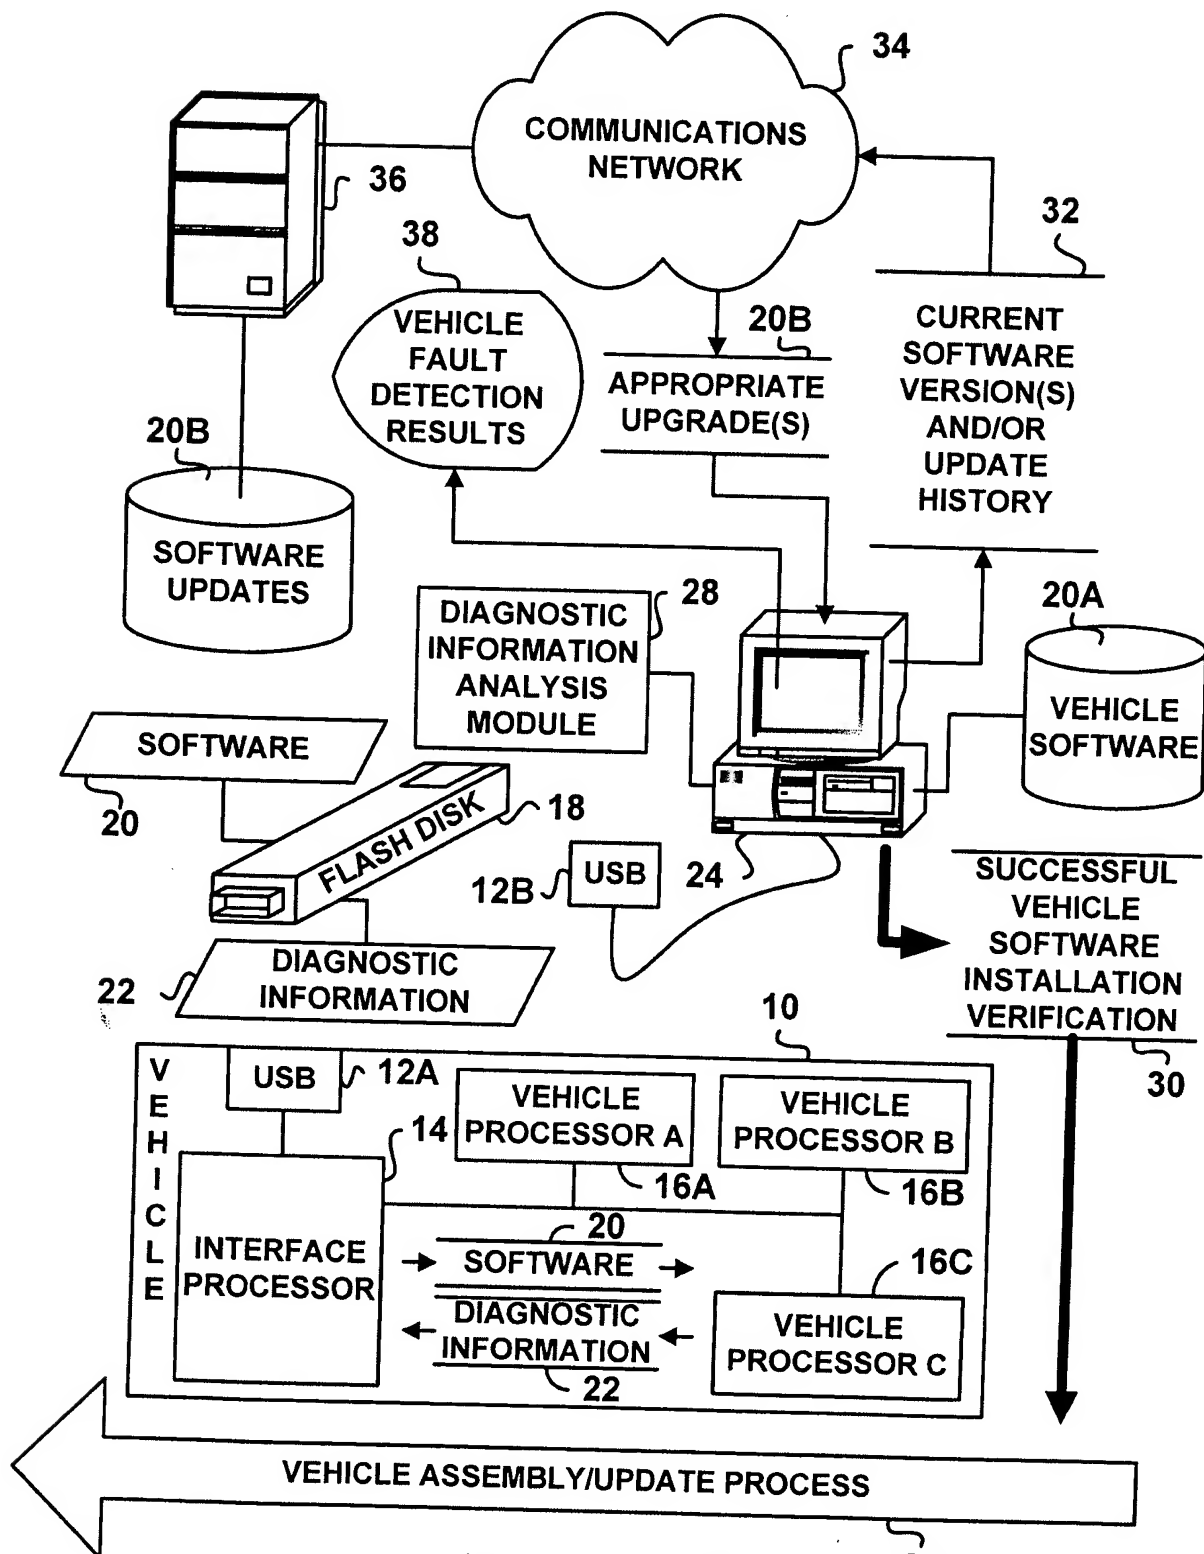 34
COMMUNICATIONS
NETWORK
36
38
32
VEHICLE
FAULT
DETECTION
RESULTS
20B
APPROPRIATE
UPGRADE(S)
CURRENT
SOFTWARE
VERSION(S)
AND/OR
UPDATE
HISTORY
20B
SOFTWARE
UPDATES
DIAGNOSTIC
INFORMATION
ANALYSIS
MODULE
28
20A
VEHICLE
SOFTWARE
SOFTWARE
20
FLASH DISK
18
USB
12B
24
SUCCESSFUL
VEHICLE
SOFTWARE
INSTALLATION
VERIFICATION
30
DIAGNOSTIC
INFORMATION
22
10
VEHICLE
USB
12A
14
VEHICLE
PROCESSOR A
16A
VEHICLE
PROCESSOR B
16B
INTERFACE
PROCESSOR
20
SOFTWARE
DIAGNOSTIC
INFORMATION
22
16C
VEHICLE
PROCESSOR C
VEHICLE ASSEMBLY/UPDATE PROCESS